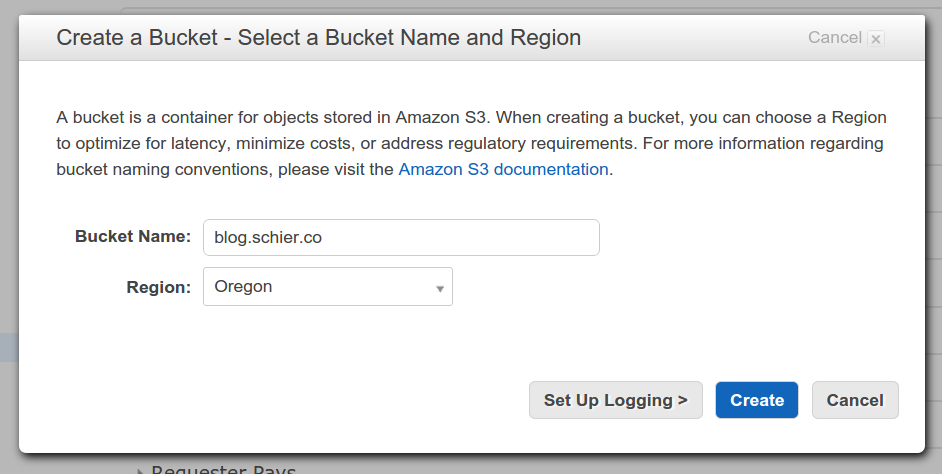 Create a Bucket - Select a Bucket Name and Region
Cancel x
A bucket is a container for objects stored in Amazon S3. When creating a bucket, you can choose a Region
to optimize for latency, minimize costs, or address regulatory requirements. For more information regarding
bucket naming conventions, please visit the Amazon S3 documentation.
Bucket Name: blog.schier.co
Region: Oregon
Set Up Logging > Create Cancel
Requester Pays